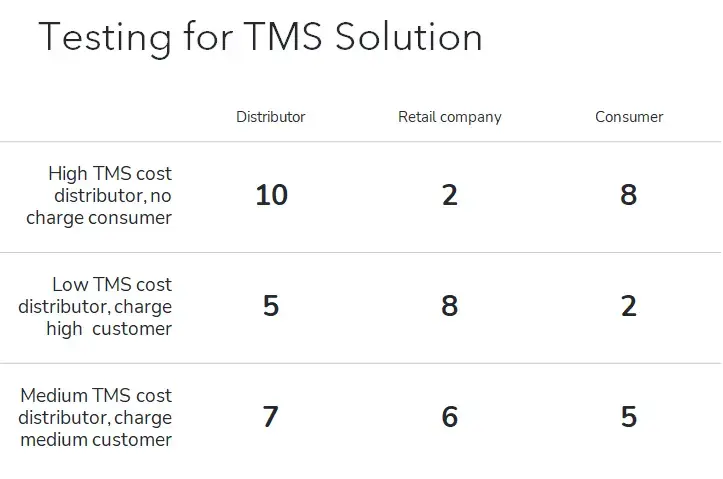 Testing for TMS Solution
Distributor Retail company Consumer
High TMS cost
distributor, no
charge consumer
10 2 8
Low TMS cost
distributor, charge
high  customer
5 8 2
Medium TMS cost
distributor, charge
medium customer
7 6 5